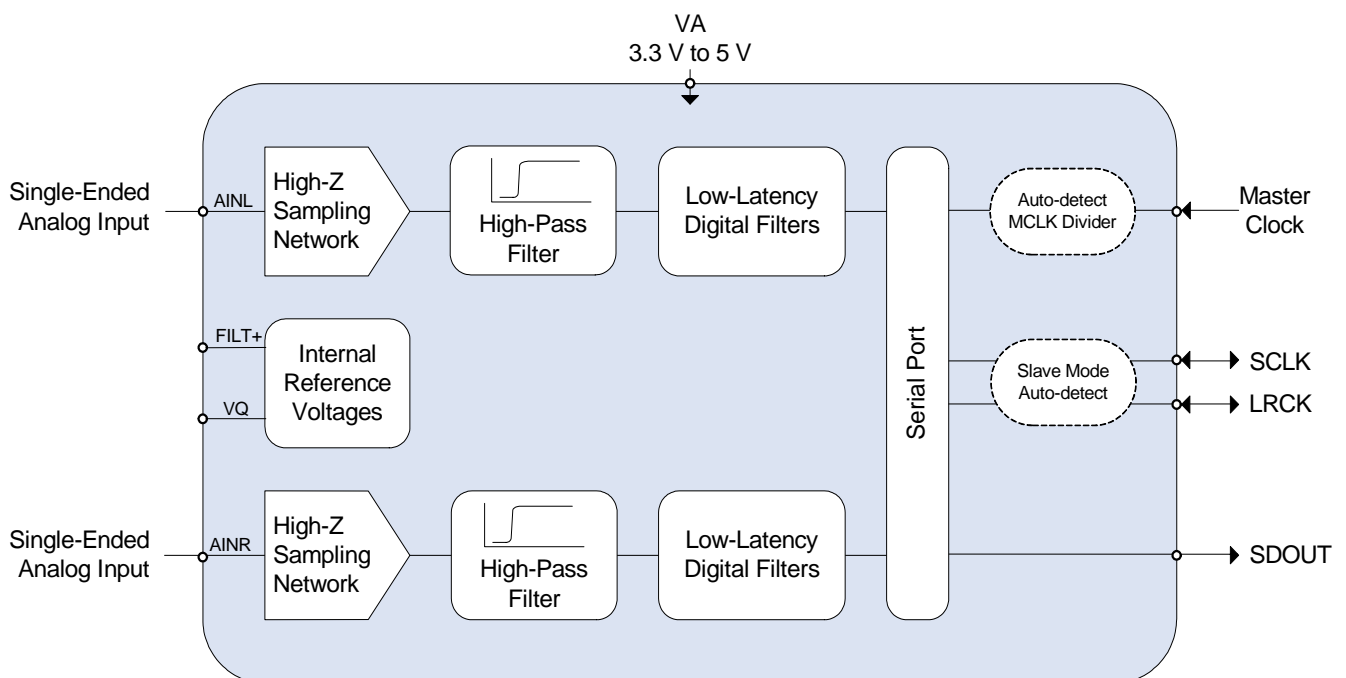 VA
3.3 V to 5 V
Single-Ended
Analog Input
AINL
High-Z
Sampling
Network
High-Pass
Filter
Low-Latency
Digital Filters
Auto-detect
MCLK Divider
Master
Clock
FILT+
VQ
Internal
Reference
Voltages
Serial Port
Slave Mode
Auto-detect
SCLK
LRCK
Single-Ended
Analog Input
AINR
High-Z
Sampling
Network
High-Pass
Filter
Low-Latency
Digital Filters
SDOUT